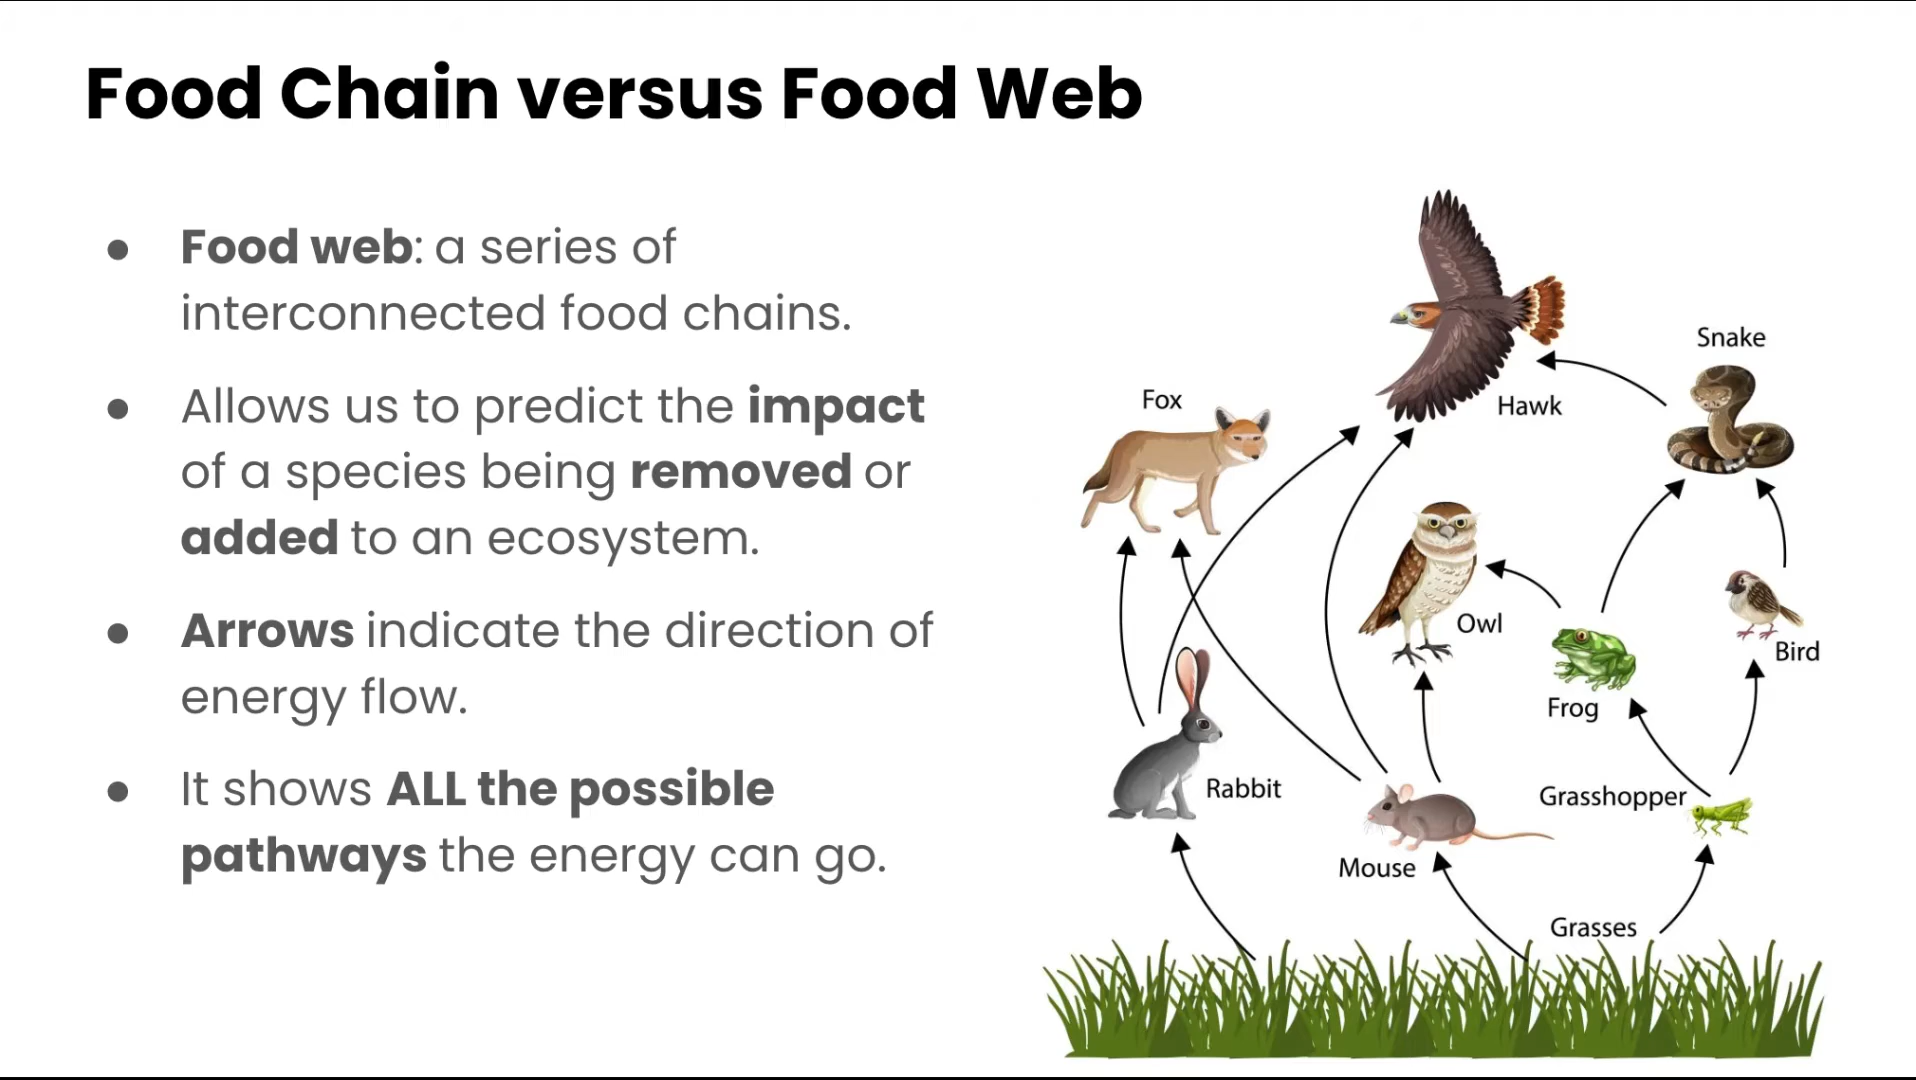 Food Chain versus Food Web
● Food web: a series of
interconnected food chains.
● Allows us to predict the impact
of a species being removed or
added to an ecosystem.
● Arrows indicate the direction of
energy flow.
● It shows ALL the possible
pathways the energy can go.
Snake
Fox
Hawk
Owl
Bird
Frog
Rabbit
Grasshopper
Mouse
Grasses